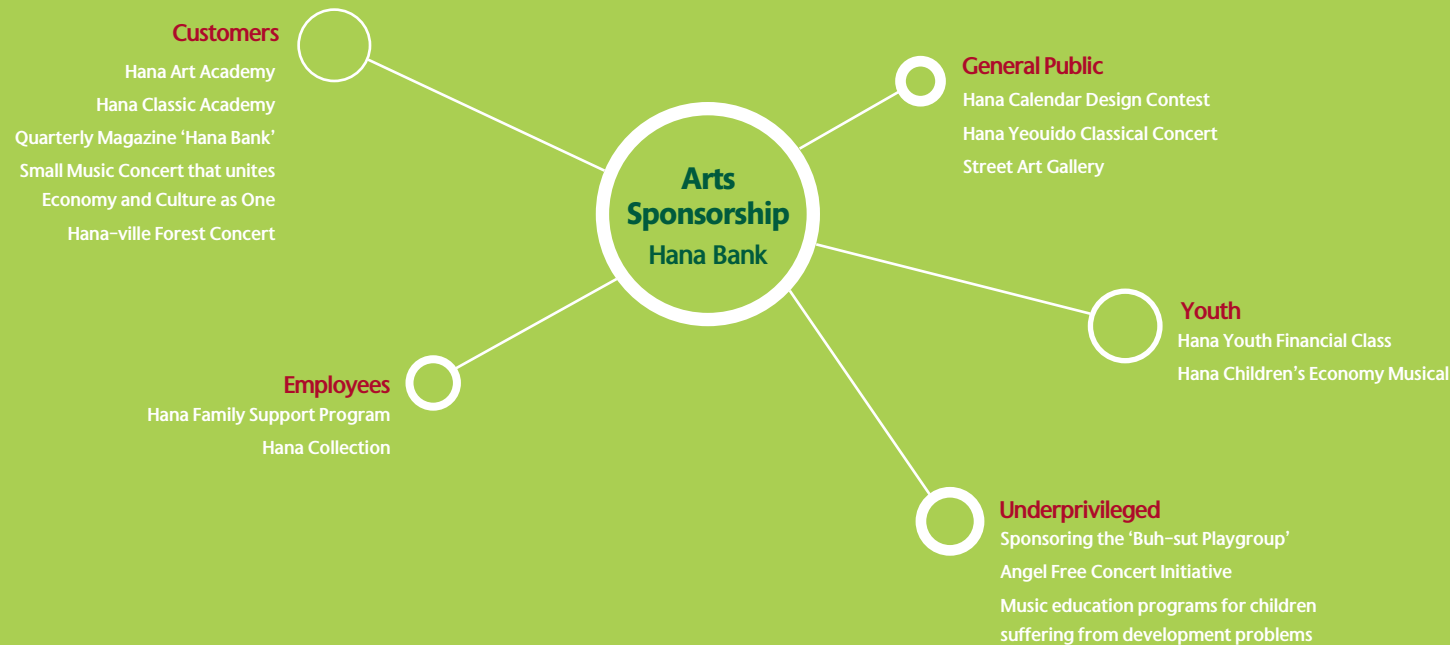 Customers
Hana Art Academy
Hana Classic Academy
Quarterly Magazine ‘Hana Bank’
Small Music Concert that unites
Economy and Culture as One
Hana-ville Forest Concert
Arts
Sponsorship
Hana Bank
General Public
Hana Calendar Design Contest
Hana Yeouido Classical Concert
Street Art Gallery
Youth
Hana Youth Financial Class
Hana Children’s Economy Musical
Employees
Hana Family Support Program
Hana Collection
Underprivileged
Sponsoring the ‘Buh-sut Playgroup’
Angel Free Concert Initiative
Music education programs for children
suffering from development problems